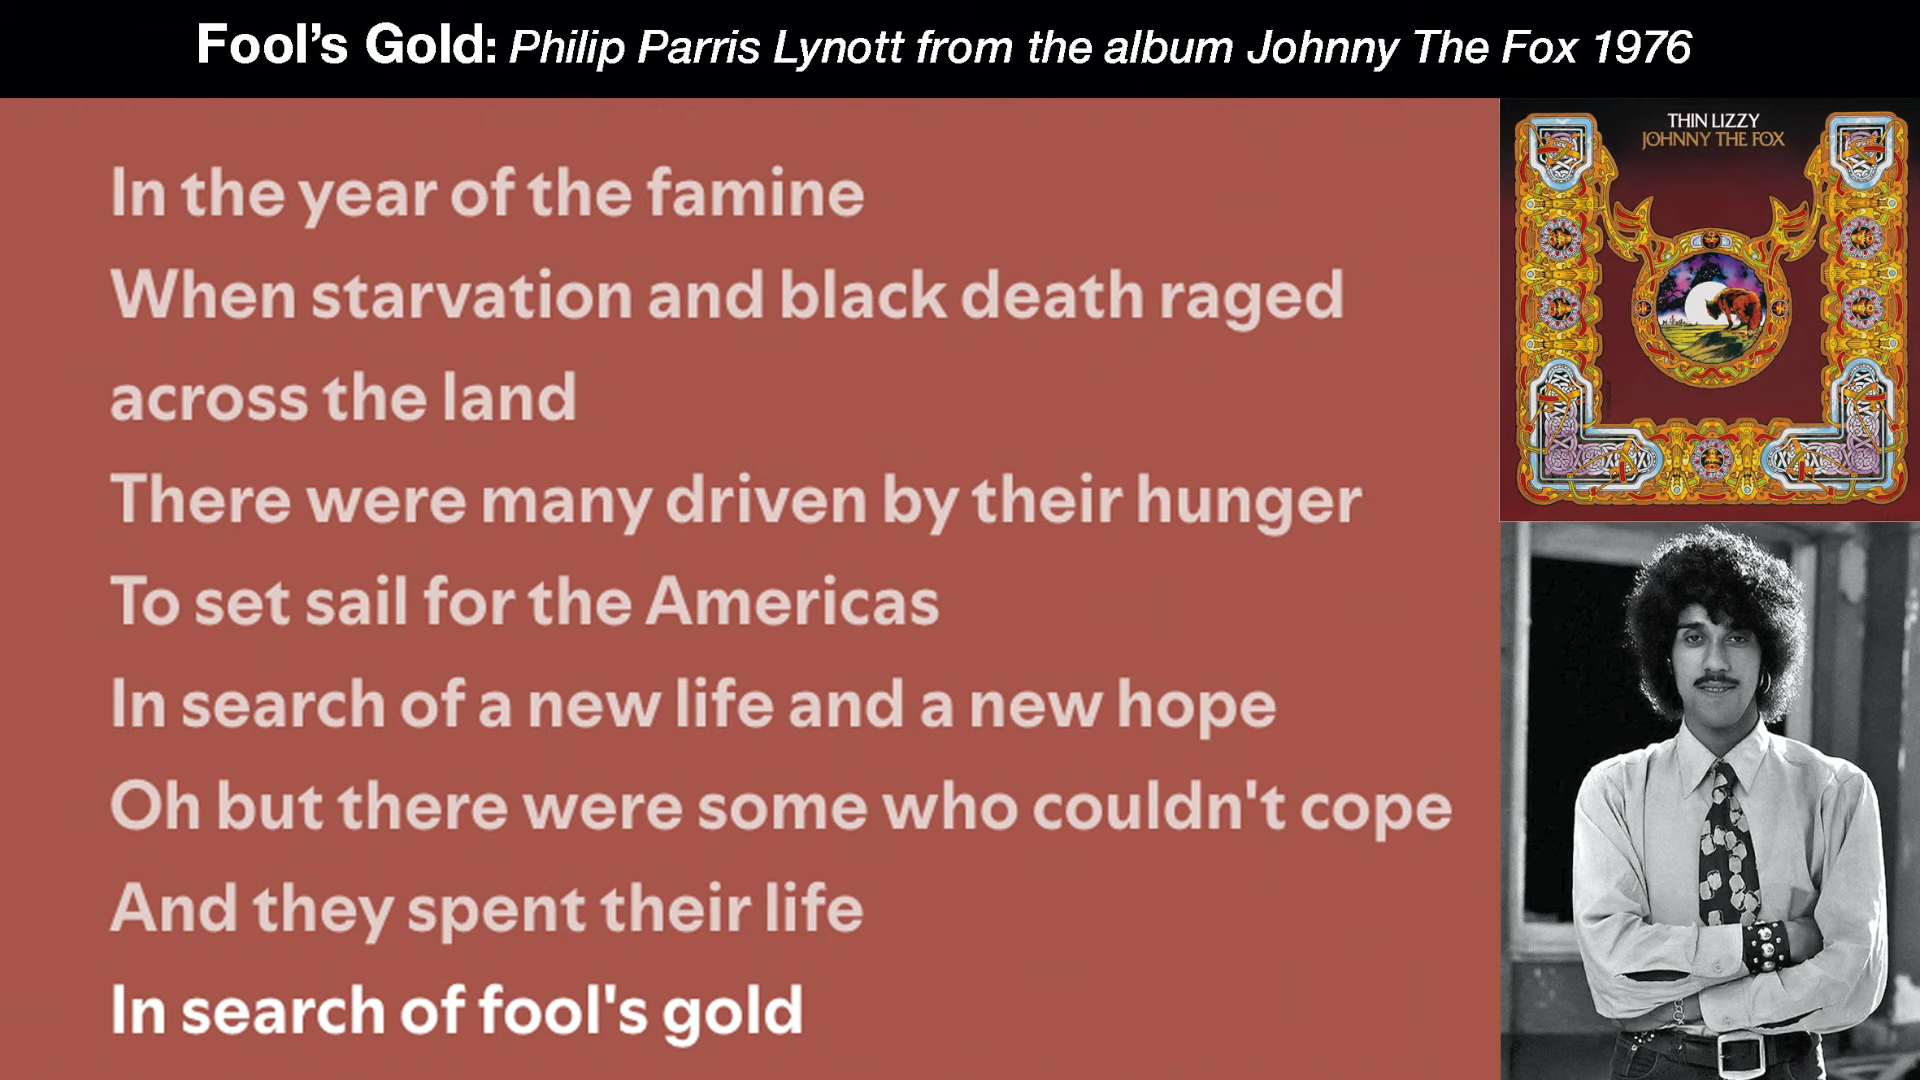 Fool’s Gold: Philip Parris Lynott from the album Johnny The Fox 1976
In the year of the famine
When starvation and black death raged
across the land
There were many driven by their hunger
To set sail for the Americas
In search of a new life and a new hope
Oh but there were some who couldn't cope
And they spent their life
In search of fool's gold
THIN LIZZY
JOHNNY THE FOX